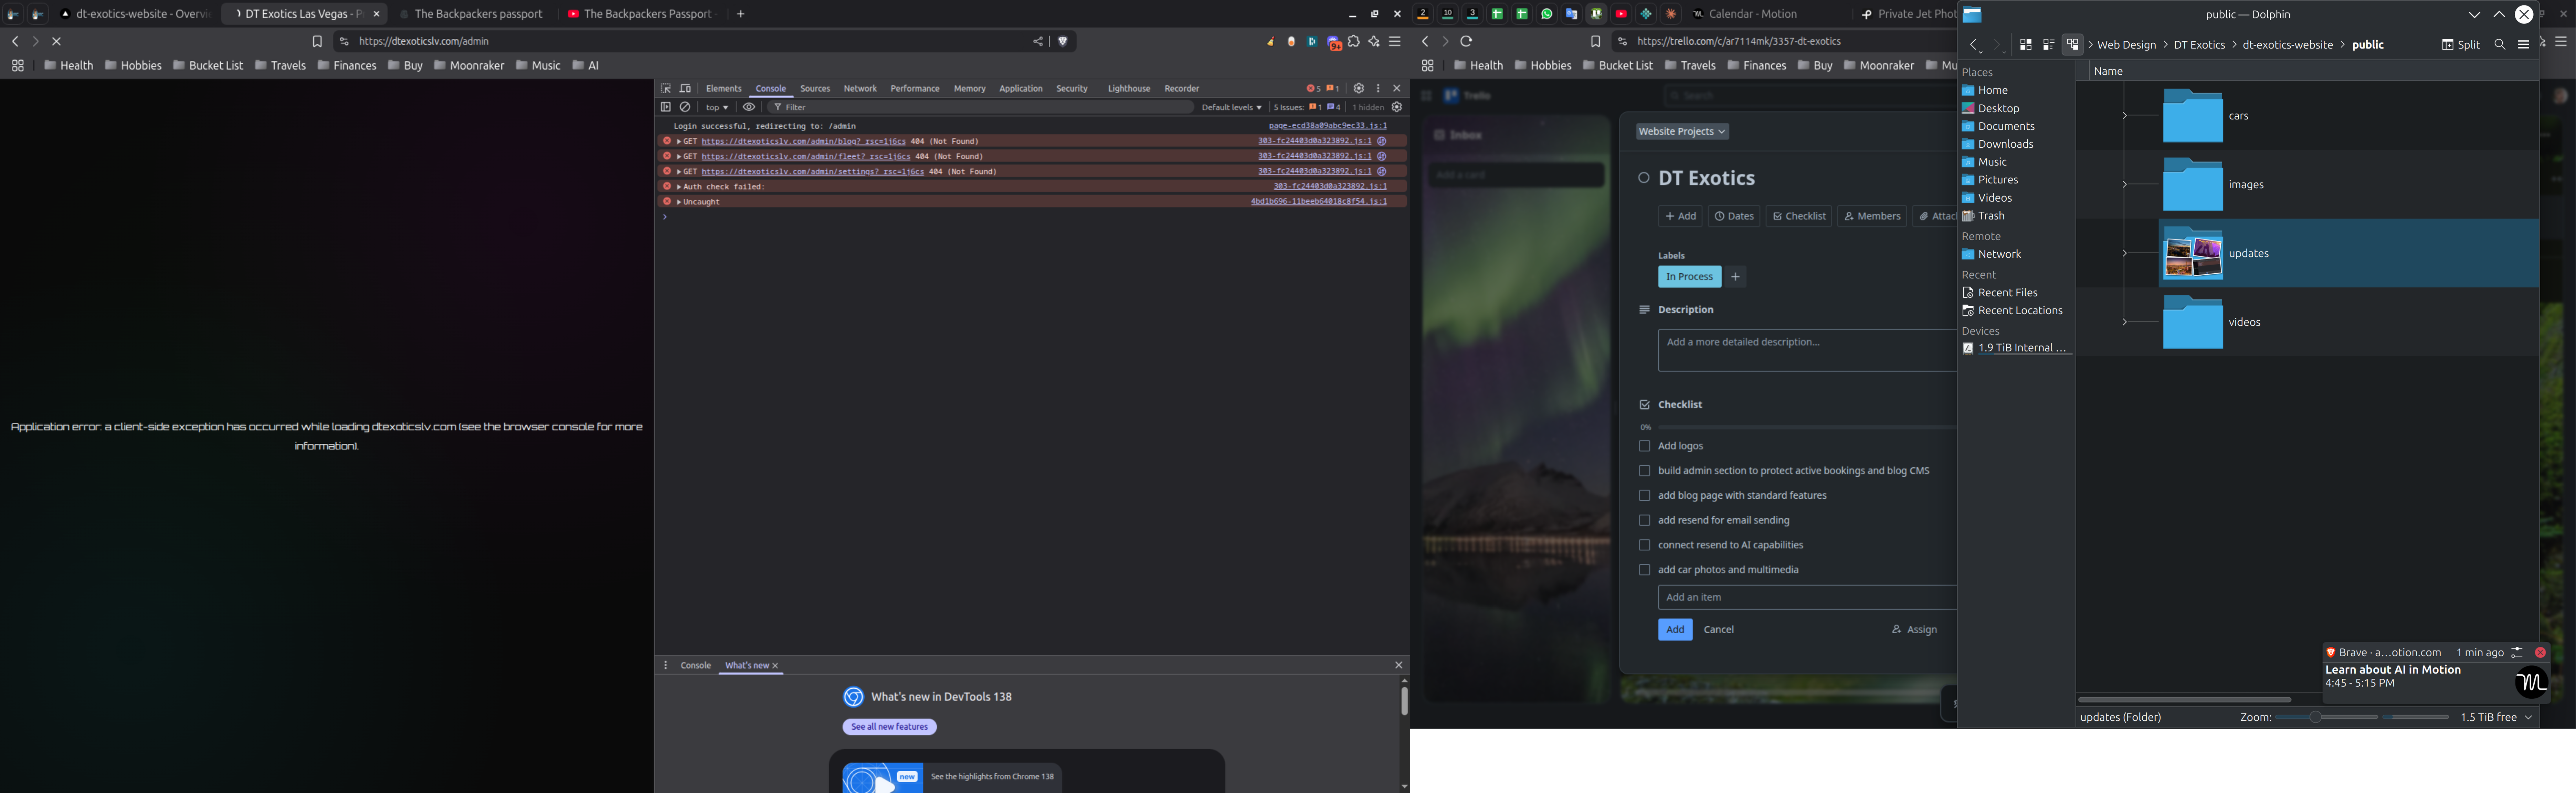 dt-exotics-website - Overvi
DT Exotics Las Vegas - P
The Backpackers passport
The Backpackers Passport -
https://dtexoticslv.com/admin
9+
Health
Hobbies
Bucket List
Travels
Finances
Buy
Moonraker
Music
AI
Application error: a client-side exception has occurred while loading dtexoticslv.com (see the browser console for more
information).
Elements
Console
Sources
Network
Performance
Memory
Application
Security
Lighthouse
Recorder
5
1
top
Filter
Default levels
5 Issues:
1
4
1 hidden
Login successful, redirecting to: /admin
page-ecd38a09abc9ec33.js:1
GET https://dtexoticslv.com/admin/blog?_rsc=1j6cs 404 (Not Found)
303-fc24403d0a323892.js:1
GET https://dtexoticslv.com/admin/fleet?_rsc=1j6cs 404 (Not Found)
303-fc24403d0a323892.js:1
GET https://dtexoticslv.com/admin/settings?_rsc=1j6cs 404 (Not Found)
303-fc24403d0a323892.js:1
Auth check failed:
303-fc24403d0a323892.js:1
Uncaught
4bd1b696-11beeb64018c8f54.js:1
Console
What's new
What's new in DevTools 138
See all new features
new
See the highlights from Chrome 138
2
10
3
Calendar - Motion
Private Jet Phot
https://trello.com/c/ar7114mk/3357-dt-exotics
Health
Hobbies
Bucket List
Travels
Finances
Buy
Moonraker
Mu
Trello
Search
Inbox
Add a card
Website Projects
DT Exotics
Add
Dates
Checklist
Members
Attac
Labels
In Process
Description
Add a more detailed description...
Checklist
0%
Add logos
build admin section to protect active bookings and blog CMS
add blog page with standard features
add resend for email sending
connect resend to AI capabilities
add car photos and multimedia
Add an item
Add
Cancel
Assign
public — Dolphin
Web Design
DT Exotics
dt-exotics-website
public
Split
Places
Home
Desktop
Documents
Downloads
Music
Pictures
Videos
Trash
Remote
Network
Recent
Recent Files
Recent Locations
Devices
1.9 TiB Internal ...
Name
cars
images
updates
videos
Brave · a...otion.com
1 min ago
Learn about AI in Motion
4:45 - 5:15 PM
updates (Folder)
Zoom:
1.5 TiB free